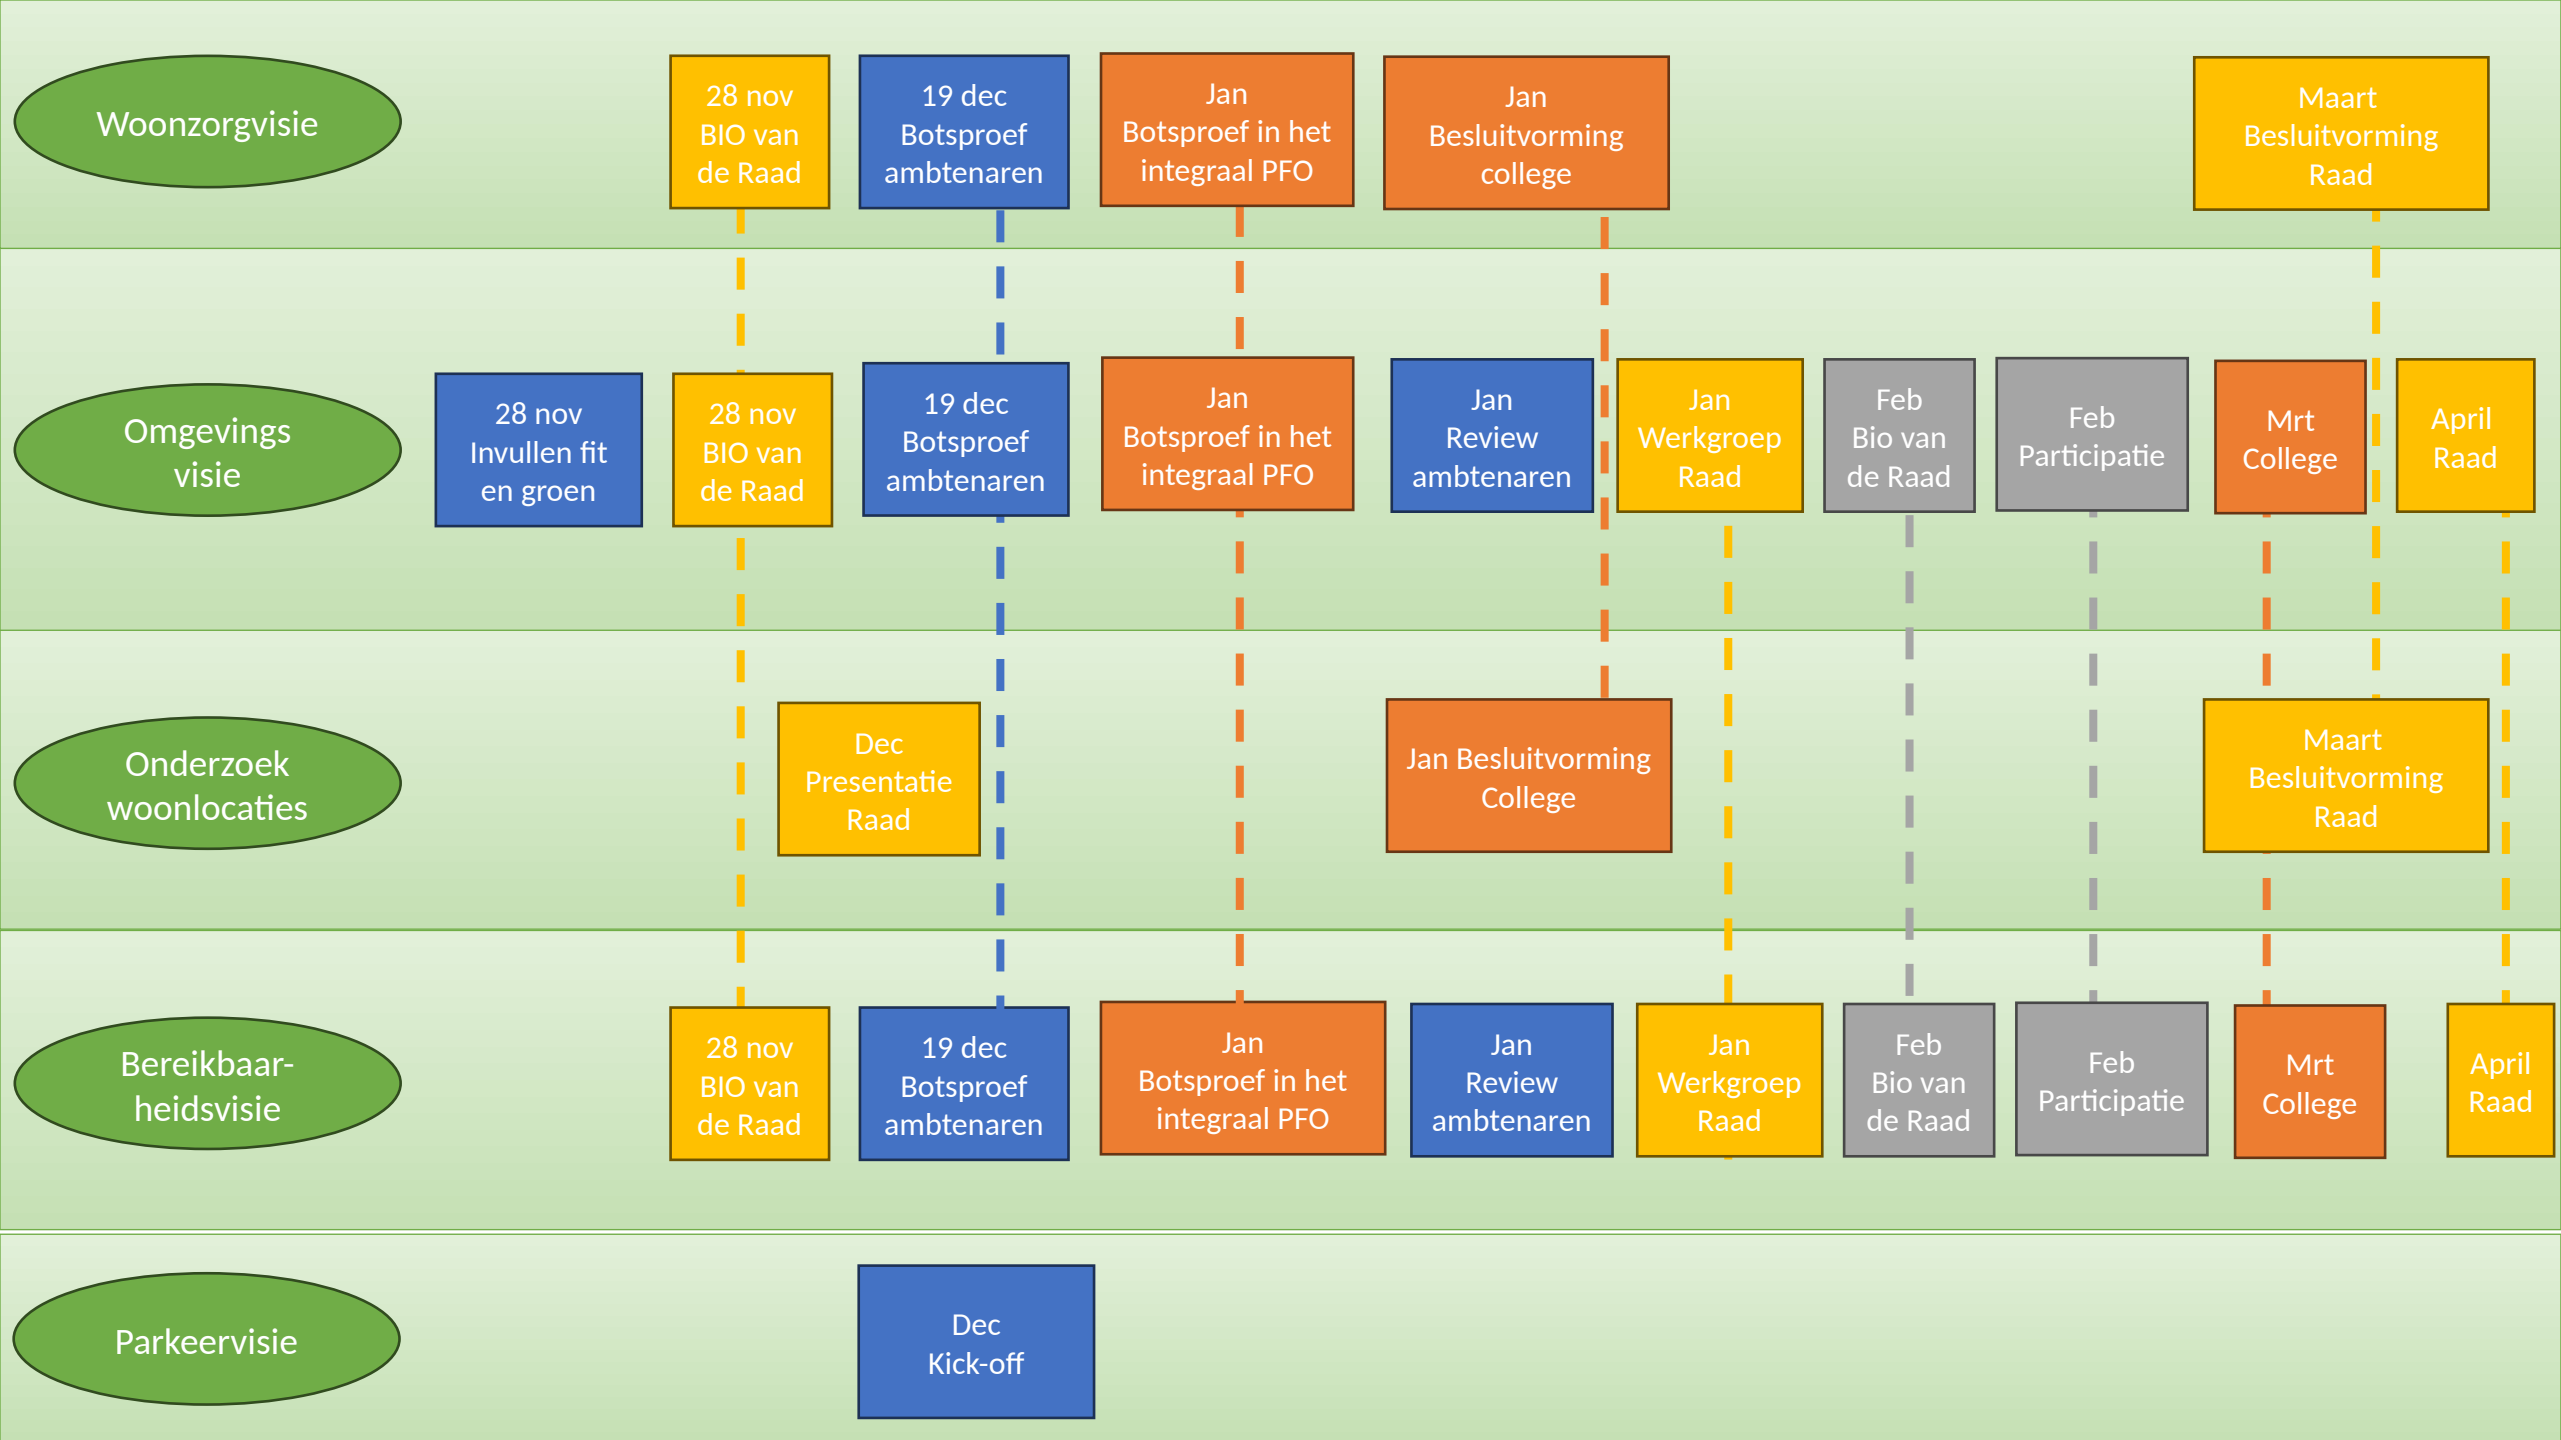 Woonzorgvisie
28 nov
BIO van
de Raad
19 dec
Botsproef
ambtenaren
Jan
Botsproef in het
integraal PFO
Jan
Besluitvorming
college
Maart
Besluitvorming
Raad
Omgevings
visie
28 nov
Invullen fit
en groen
28 nov
BIO van
de Raad
19 dec
Botsproef
ambtenaren
Jan
Botsproef in het
integraal PFO
Jan
Review
ambtenaren
Jan
Werkgroep
Raad
Feb
Bio van
de Raad
Feb
Participatie
Mrt
College
April
Raad
Onderzoek
woonlocaties
Dec
Presentatie
Raad
Jan Besluitvorming
College
Maart
Besluitvorming
Raad
Bereikbaar-
heidsvisie
28 nov
BIO van
de Raad
19 dec
Botsproef
ambtenaren
Jan
Botsproef in het
integraal PFO
Jan
Review
ambtenaren
Jan
Werkgroep
Raad
Feb
Bio van
de Raad
Feb
Participatie
Mrt
College
April
Raad
Parkeervisie
Dec
Kick-off